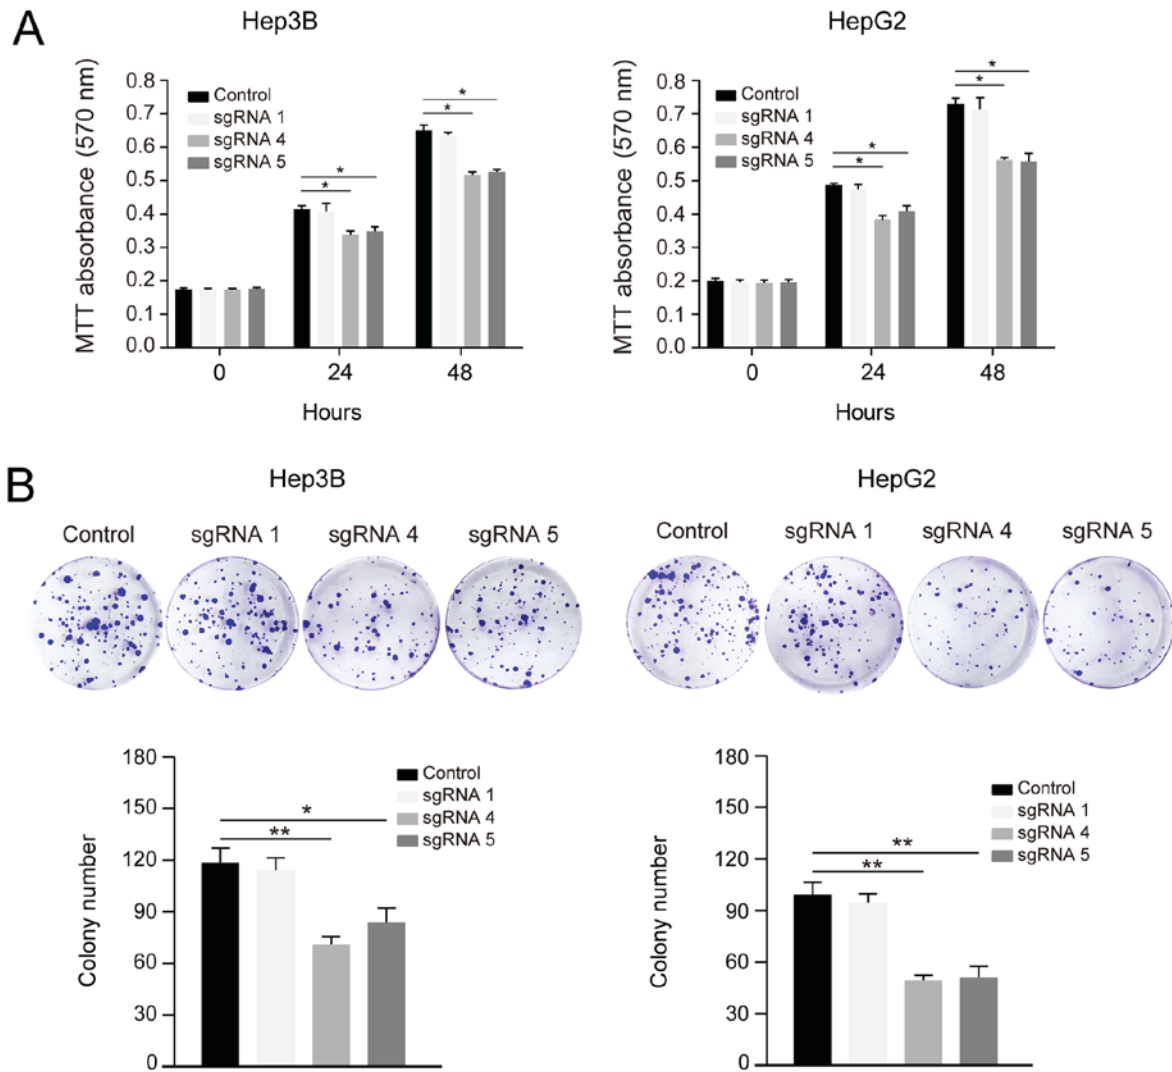 A
Hep3B
HepG2
MTT absorbance (570 nm)
0.8
0.7
0.6
0.5
0.4
0.3
0.2
0.1
0.0
Control
sgRNA 1
sgRNA 4
sgRNA 5
*
*
*
*
0
24
48
Hours
MTT absorbance (570 nm)
0.8
0.7
0.6
0.5
0.4
0.3
0.2
0.1
0.0
Control
sgRNA 1
sgRNA 4
sgRNA 5
*
*
*
*
0
24
48
Hours
B
Hep3B
HepG2
Control sgRNA 1 sgRNA 4 sgRNA 5
Control sgRNA 1 sgRNA 4 sgRNA 5
Colony number
180
150
120
90
60
30
0
Control
sgRNA 1
sgRNA 4
sgRNA 5
*
**
Colony number
180
150
120
90
60
30
0
Control
sgRNA 1
sgRNA 4
sgRNA 5
**
**